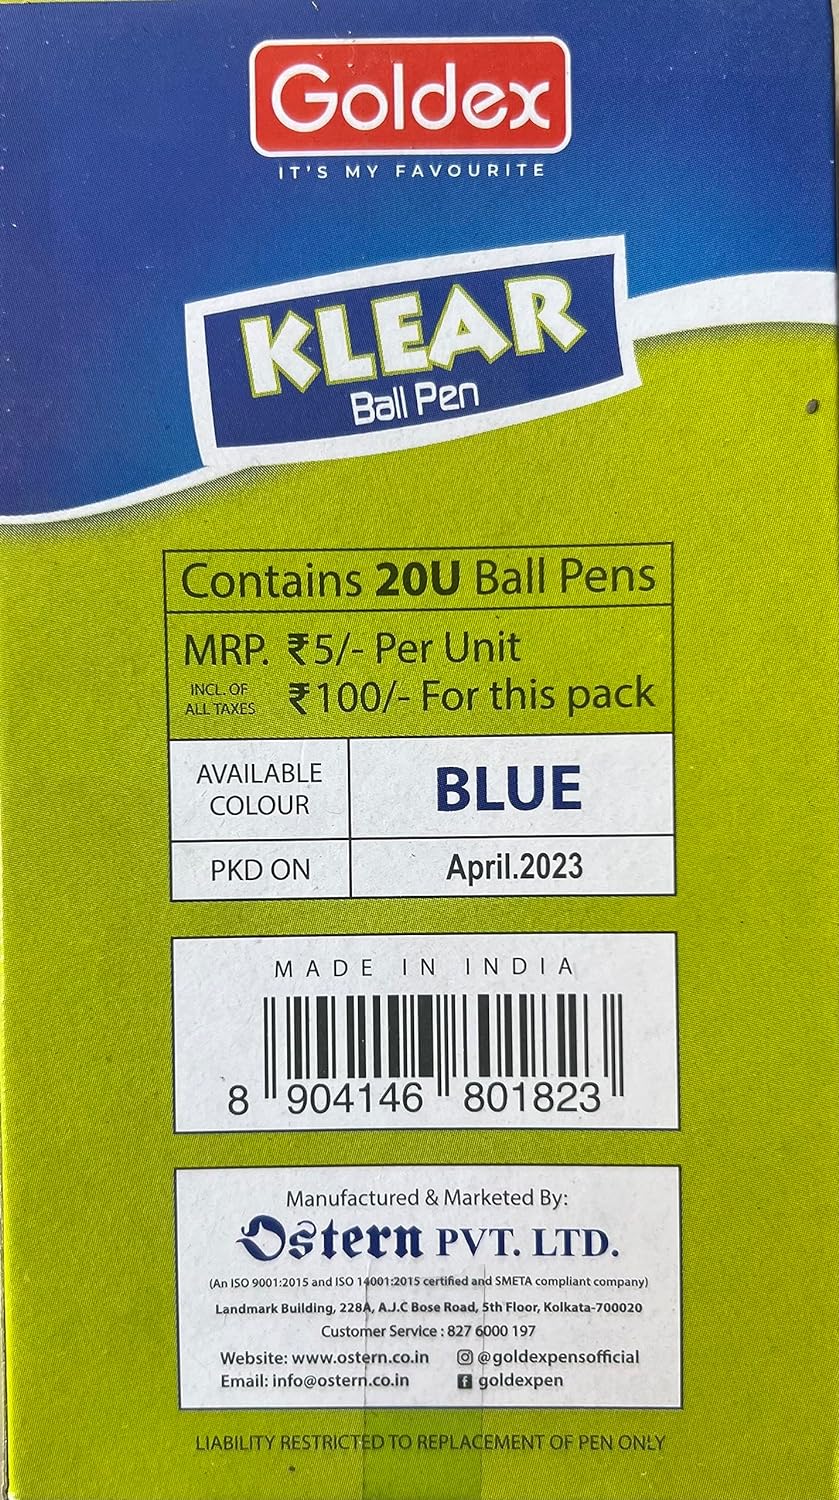 Goldex
IT'S MY FAVOURITE
KLEAR
Ball Pen
Contains 20U Ball Pens
MRP. ₹5/- Per Unit
INCL. OF ALL TAXES ₹100/- For this pack
AVAILABLE COLOUR BLUE
PKD ON April.2023
MADE IN INDIA
8 904146 801823
Manufactured & Marketed By:
Ostern PVT. LTD.
(An ISO 9001:2015 and ISO 14001:2015 certified and SMETA compliant company)
Landmark Building, 228A, A.J.C Bose Road, 5th Floor, Kolkata-700020
Customer Service : 827 6000 197
Website: www.ostern.co.in @goldexpensofficial
Email: info@ostern.co.in goldexpen
LIABILITY RESTRICTED TO REPLACEMENT OF PEN ONLY